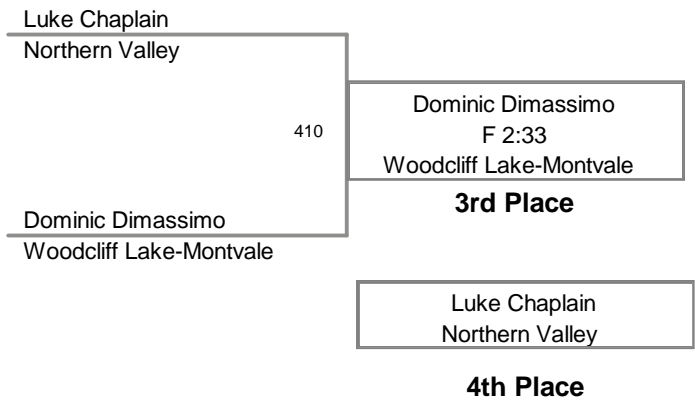 Luke Chaplain
Northern Valley
410
Dominic Dimassimo
F 2:33
Woodcliff Lake-Montvale
3rd Place
Dominic Dimassimo
Woodcliff Lake-Montvale
Luke Chaplain
Northern Valley
4th Place